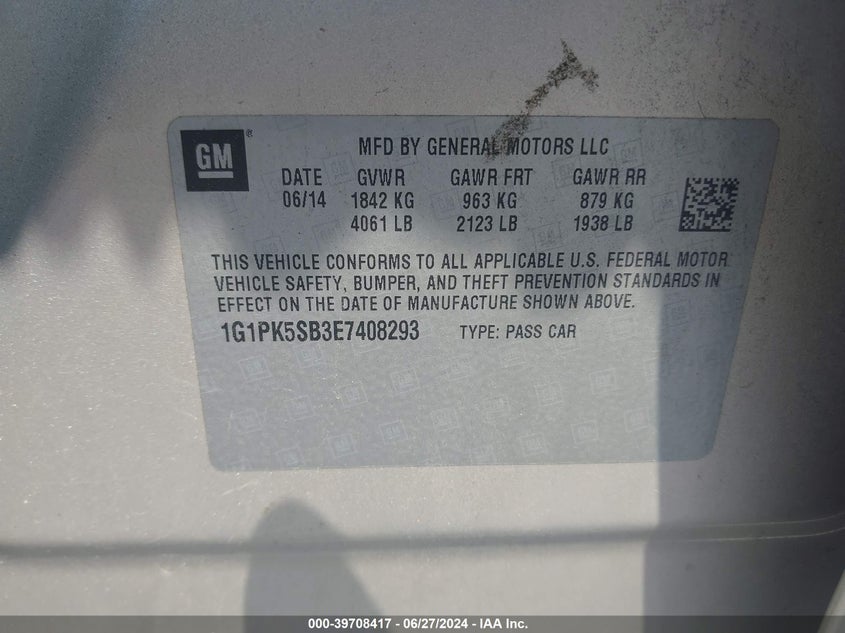 GM ®
MFD BY GENERAL MOTORS LLC
DATE GVWR GAWR FRT GAWR RR
06/14 1842 KG 963 KG 879 KG
4061 LB 2123 LB 1938 LB
THIS VEHICLE CONFORMS TO ALL APPLICABLE U.S. FEDERAL MOTOR
VEHICLE SAFETY, BUMPER, AND THEFT PREVENTION STANDARDS IN
EFFECT ON THE DATE OF MANUFACTURE SHOWN ABOVE.
1G1PK5SB3E7408293 TYPE: PASS CAR
000-39708417 - 06/27/2024 - IAA Inc.